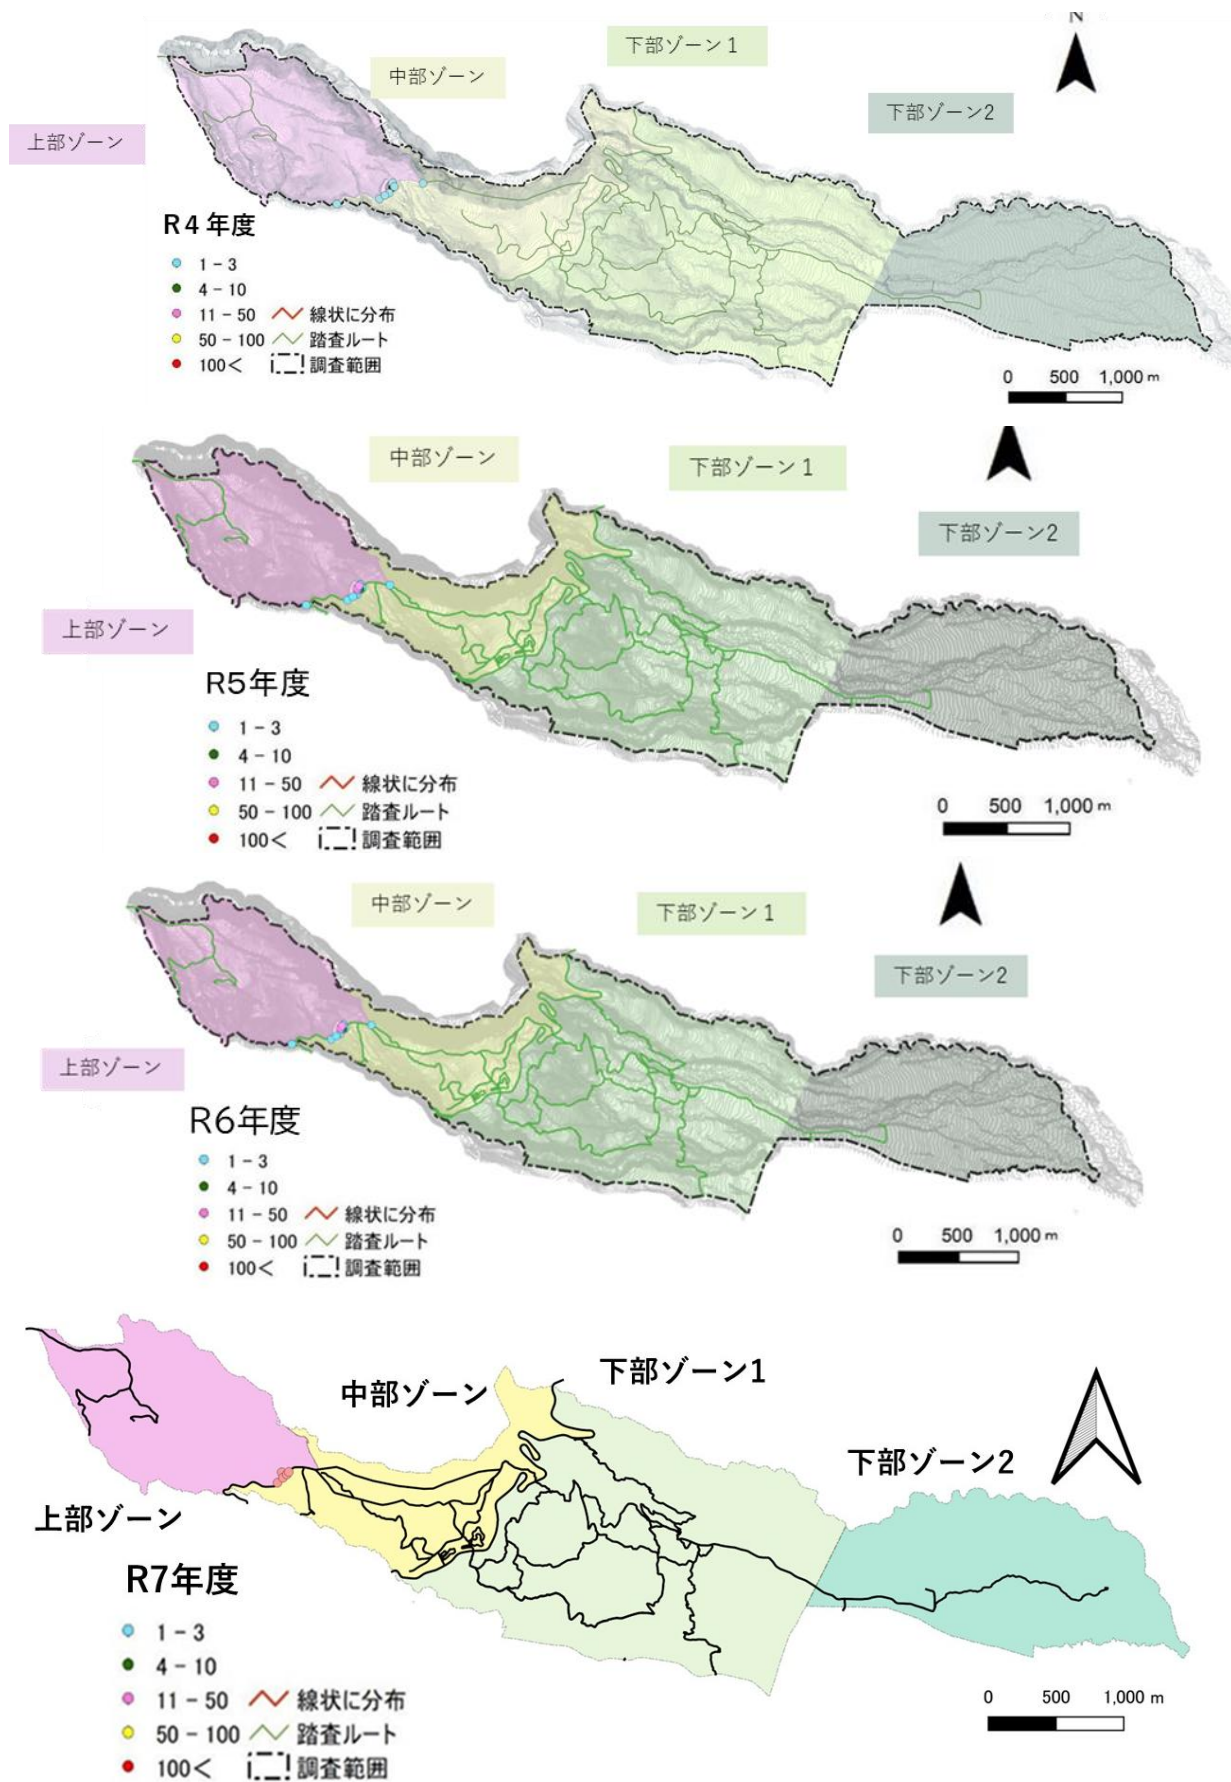 N
下部ゾーン1
中部ゾーン
下部ゾーン2
上部ゾーン
R4年度
1-3
4-10
11-50 線状に分布
50-100 踏査ルート
100< 調査範囲
0 500 1,000 m
中部ゾーン
下部ゾーン1
下部ゾーン2
上部ゾーン
R5年度
1-3
4-10
11-50 線状に分布
50-100 踏査ルート
100< 調査範囲
0 500 1,000 m
中部ゾーン
下部ゾーン1
下部ゾーン2
上部ゾーン
R6年度
1-3
4-10
11-50 線状に分布
50-100 踏査ルート
100< 調査範囲
0 500 1,000 m
下部ゾーン1
中部ゾーン
下部ゾーン2
上部ゾーン
R7年度
1-3
4-10
11-50 線状に分布
50-100 踏査ルート
100< 調査範囲
0 500 1,000 m